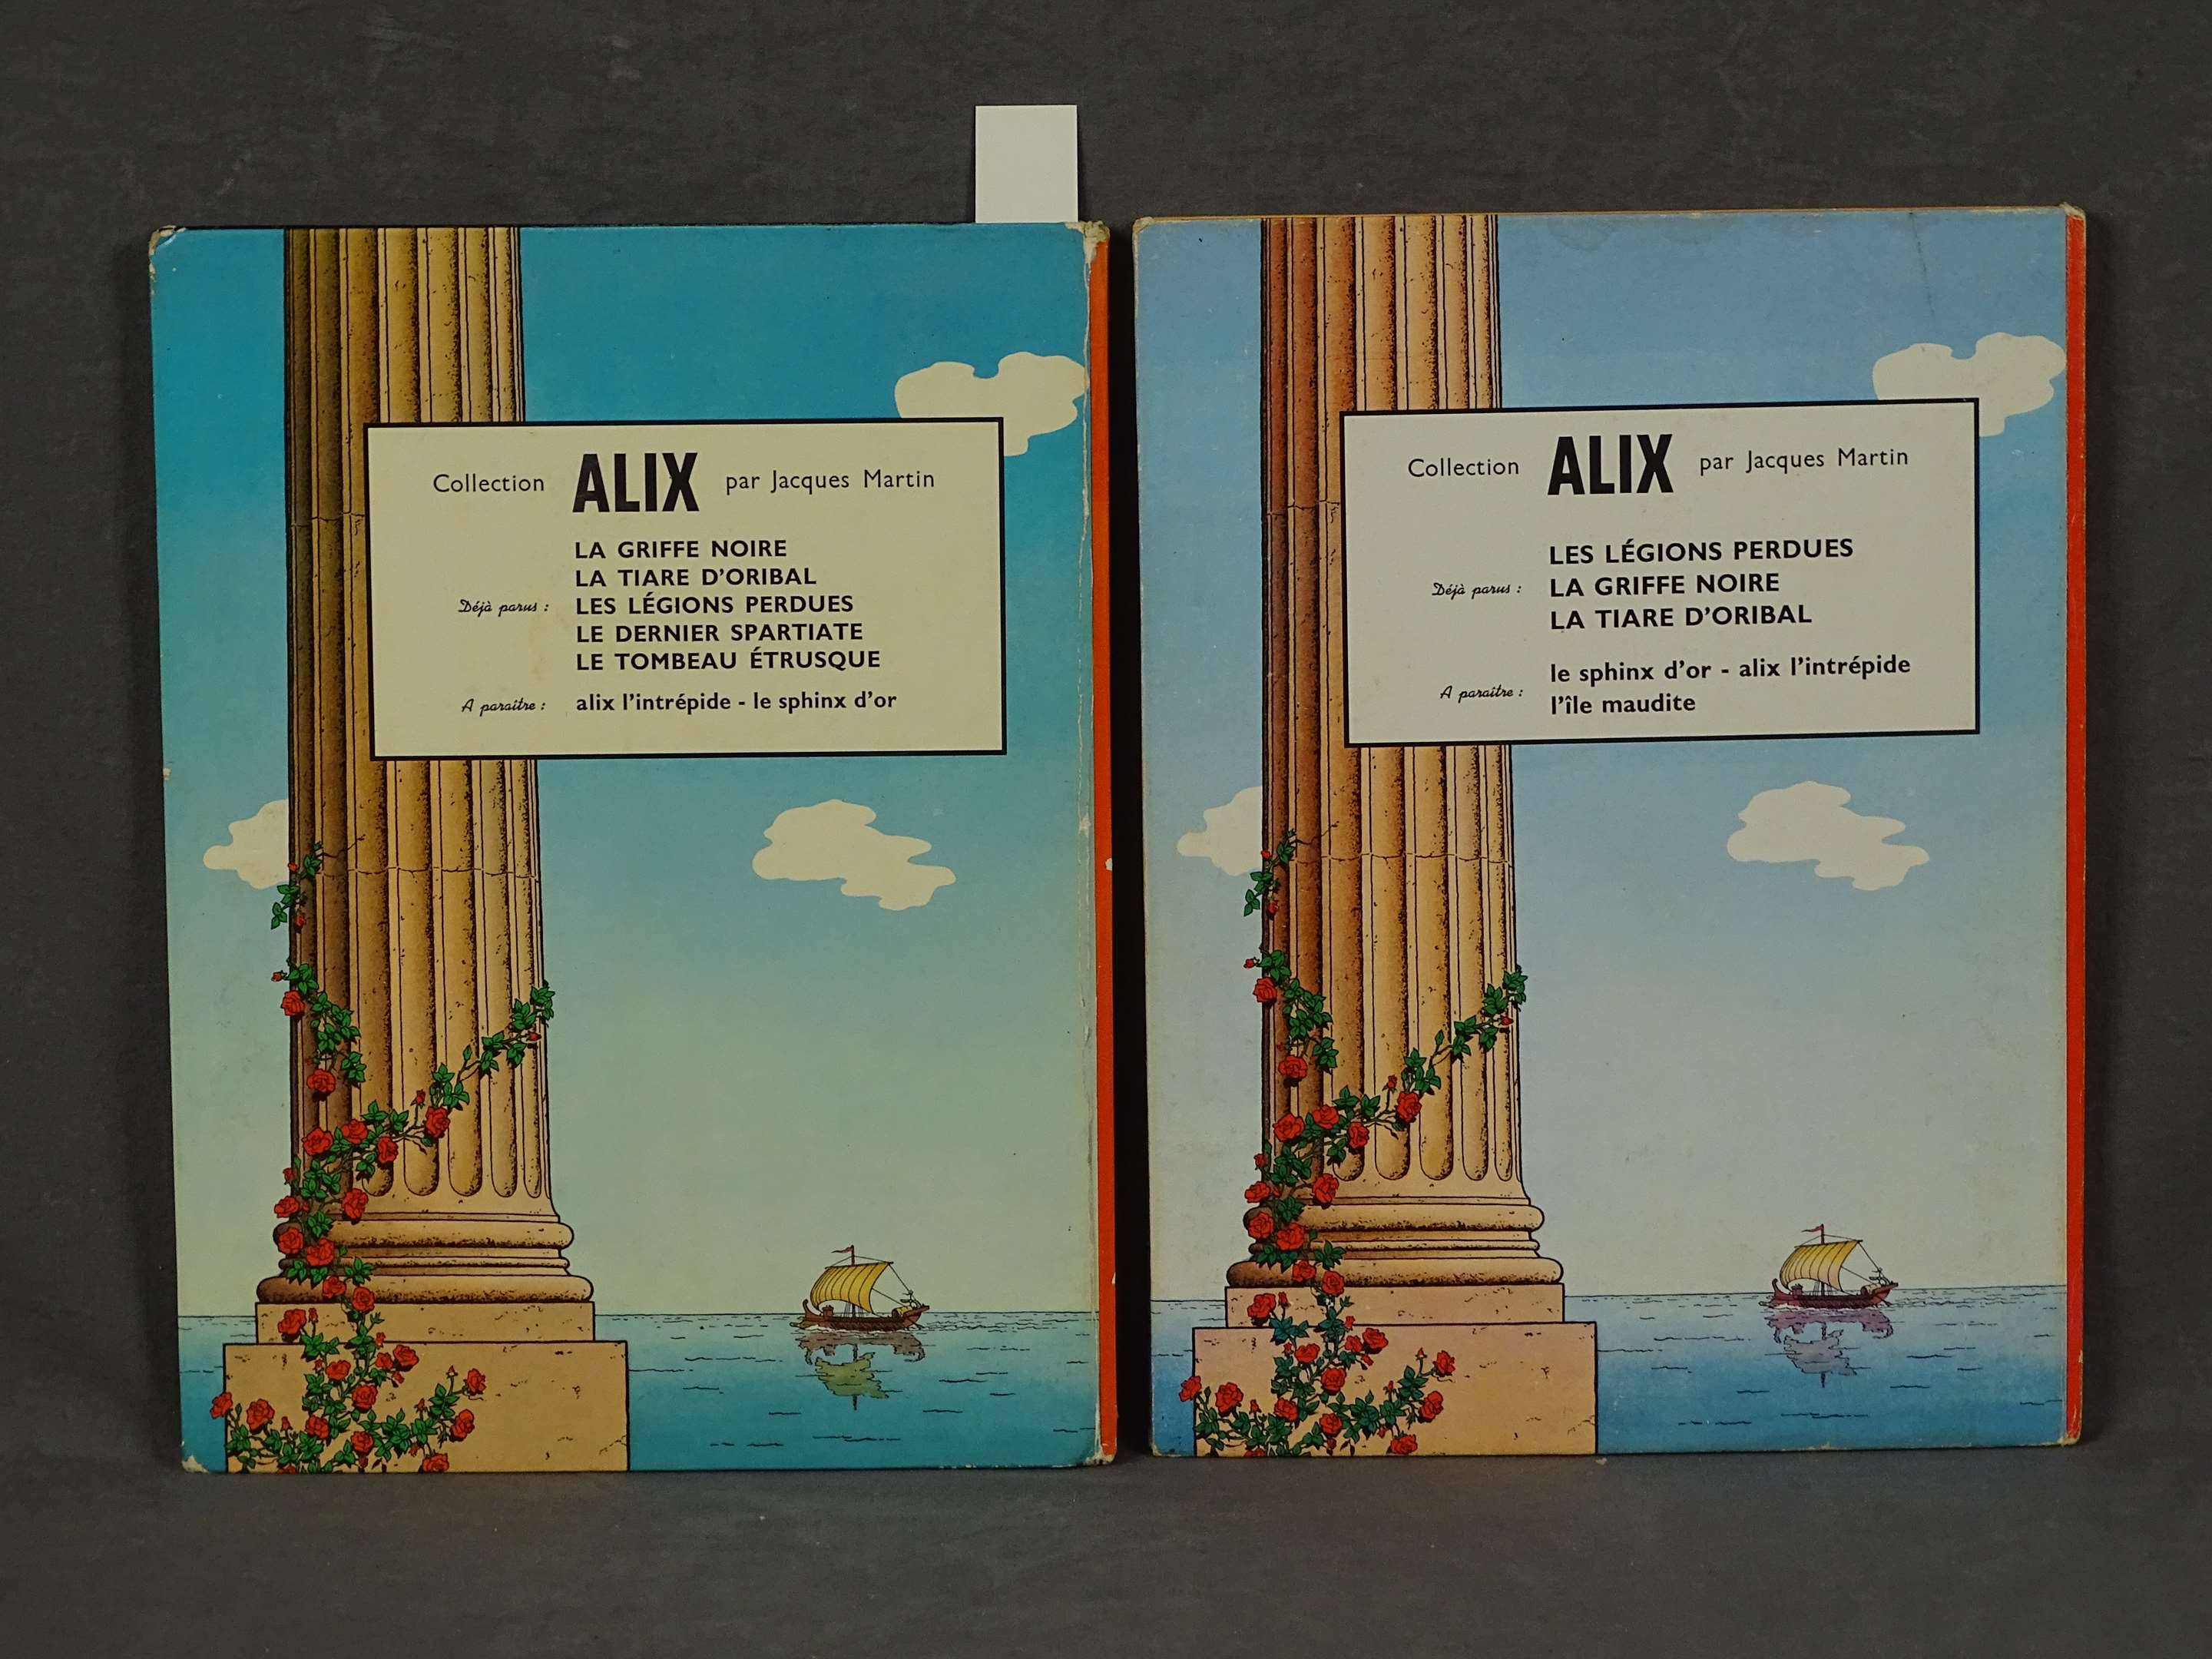 Collection ALIX par Jacques Martin
LA GRIFFE NOIRE
LA TIARE D'ORIBAL
Déjà parus : LES LÉGIONS PERDUES
LE DERNIER SPARTIATE
LE TOMBEAU ÉTRUSQUE
A paraître : alix l'intrépide - le sphinx d'or
Collection ALIX par Jacques Martin
LES LÉGIONS PERDUES
Déjà parus : LA GRIFFE NOIRE
LA TIARE D'ORIBAL
le sphinx d'or - alix l'intrépide
A paraître :
l'île maudite